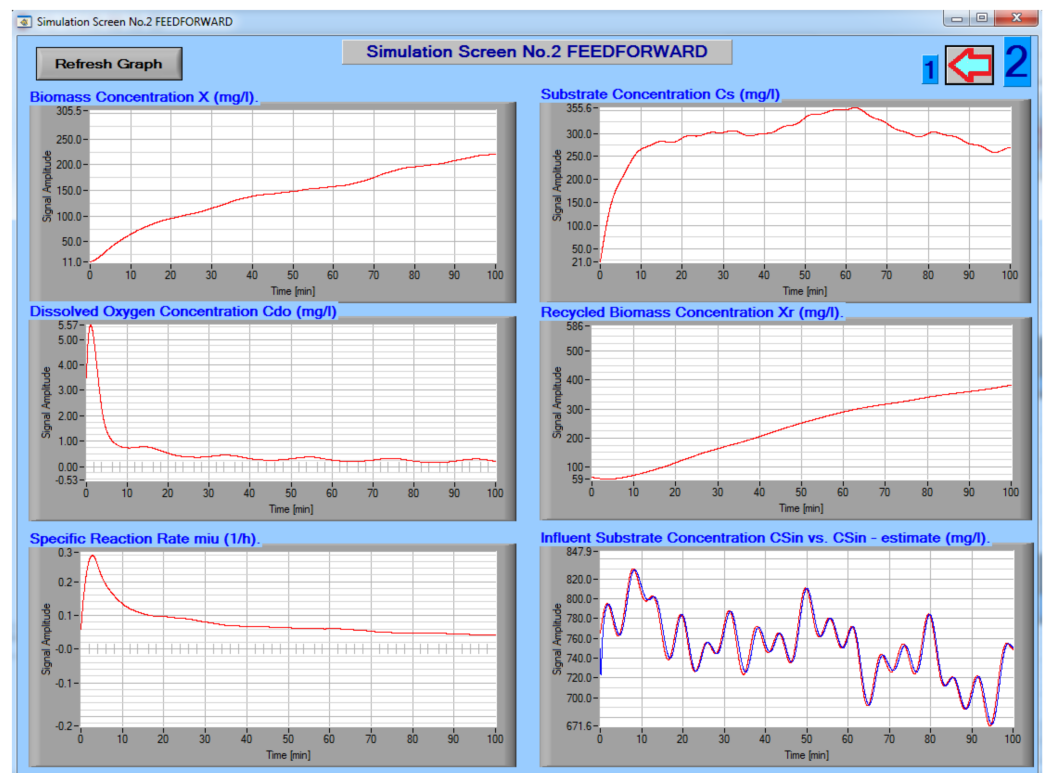 Simulation Screen No.2 FEEDFORWARD
Simulation Screen No.2 FEEDFORWARD
Refresh Graph
1
2
Biomass Concentration X (mg/l).
305.5
250.0
200.0
150.0
100.0
50.0
11.0
Signal Amplitude
0 10 20 30 40 50 60 70 80 90 100
Time [min]
Substrate Concentration Cs (mg/l)
355.6
300.0
250.0
200.0
150.0
100.0
50.0
21.0
Signal Amplitude
0 10 20 30 40 50 60 70 80 90 100
Time [min]
Dissolved Oxygen Concentration Cdo (mg/l)
5.57
5.00
4.00
3.00
2.00
1.00
0.00
-0.53
Signal Amplitude
0 10 20 30 40 50 60 70 80 90 100
Time [min]
Recycled Biomass Concentration Xr (mg/l).
586
500
400
300
200
100
59
Signal Amplitude
0 10 20 30 40 50 60 70 80 90 100
Time [min]
Specific Reaction Rate miu (1/h).
0.3
0.2
0.1
-0.0
-0.1
-0.2
Signal Amplitude
0 10 20 30 40 50 60 70 80 90 100
Time [min]
Influent Substrate Concentration CSin vs. CSin - estimate (mg/l).
847.9
820.0
800.0
780.0
760.0
740.0
720.0
700.0
671.6
Signal Amplitude
0 10 20 30 40 50 60 70 80 90 100
Time [min]